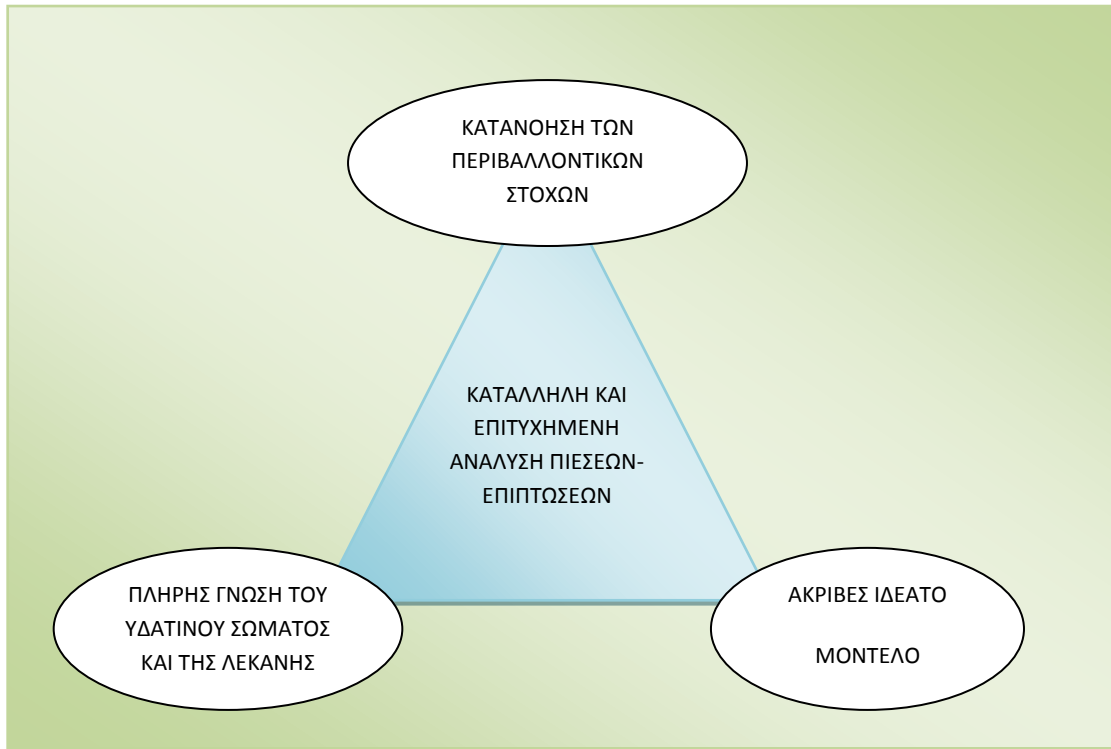 ΚΑΤΑΝΟΗΣΗ ΤΩΝ
ΠΕΡΙΒΑΛΛΟΝΤΙΚΩΝ
ΣΤΟΧΩΝ
ΚΑΤΑΛΛΗΛΗ ΚΑΙ
ΕΠΙΤΥΧΗΜΕΝΗ
ΑΝΑΛΥΣΗ ΠΙΕΣΕΩΝ-
ΕΠΙΠΤΩΣΕΩΝ
ΠΛΗΡΗΣ ΓΝΩΣΗ ΤΟΥ
ΥΔΑΤΙΝΟΥ ΣΩΜΑΤΟΣ
ΚΑΙ ΤΗΣ ΛΕΚΑΝΗΣ
ΑΚΡΙΒΕΣ ΙΔΕΑΤΟ
ΜΟΝΤΕΛΟ